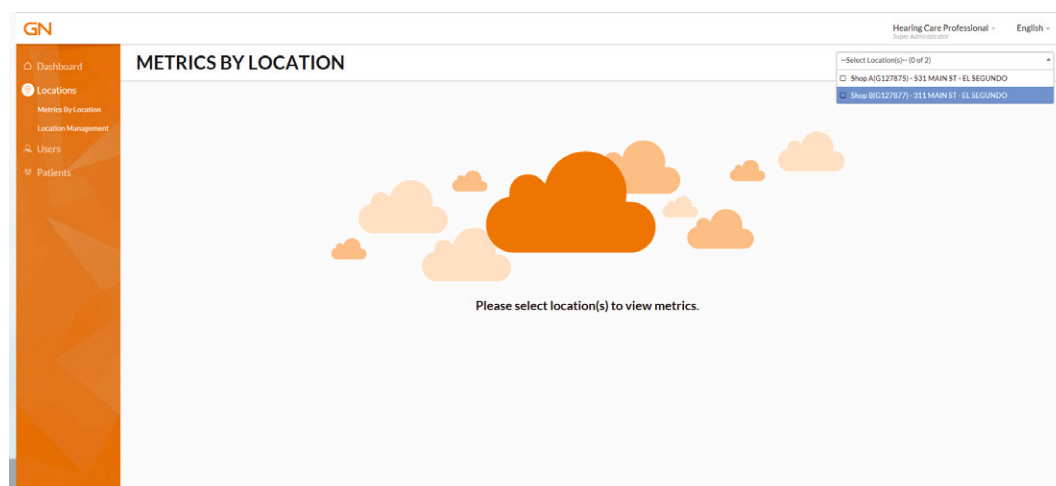 GN
Hearing Care Professional
English
Super Administrator
Dashboard
Locations
Metrics By Location
Location Management
Users
Patients
METRICS BY LOCATION
--Select Location(s)-- (0 of 2)
Shop A(G127875) - 531 MAIN ST - EL SEGUNDO
Shop B(G127877) - 311 MAIN ST - EL SEGUNDO
Please select location(s) to view metrics.